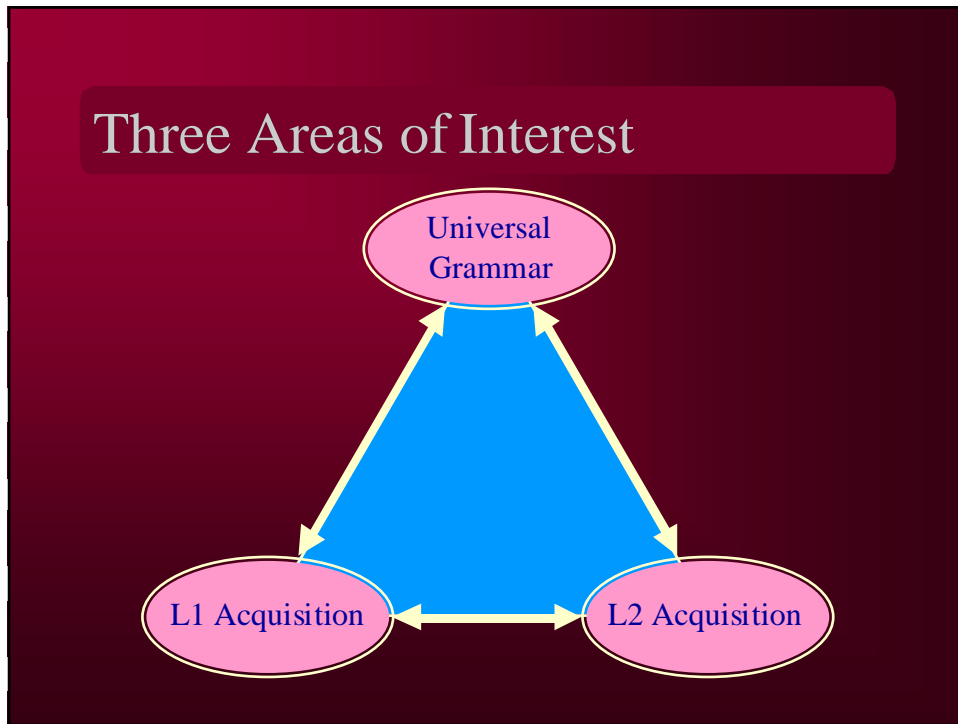 Three Areas of Interest
Universal
Grammar
L1 Acquisition
L2 Acquisition